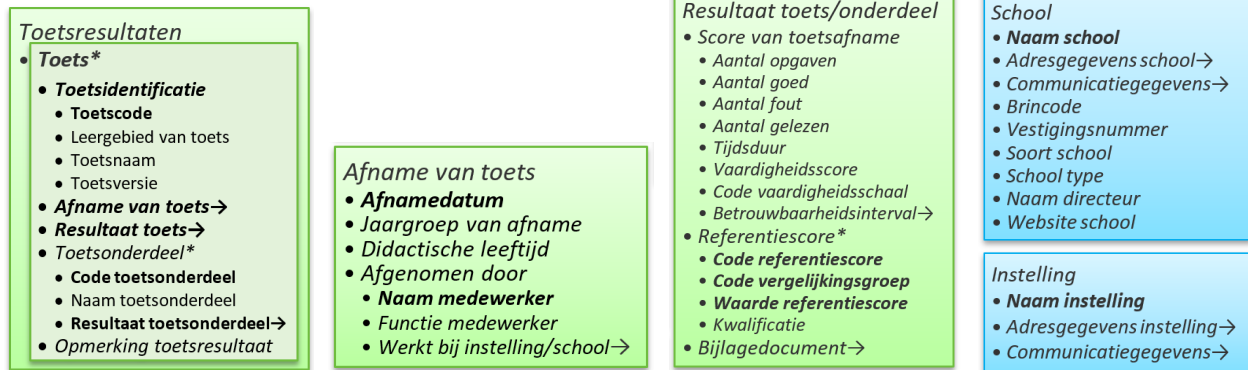 Toetsresultaten
• Toets*
• Toetsidentificatie
• Toetscode
• Leergebied van toets
• Toetsnaam
• Toetsversie
• Afname van toets→
• Resultaat toets→
• Toetsonderdeel*
• Code toetsonderdeel
• Naam toetsonderdeel
• Resultaat toetsonderdeel→
• Opmerking toetsresultaat
Afname van toets
• Afnamedatum
• Jaargroep van afname
• Didactische leeftijd
• Afgenomen door
• Naam medewerker
• Functie medewerker
• Werkt bij instelling/school→
Resultaat toets/onderdeel
• Score van toetsafname
• Aantal opgaven
• Aantal goed
• Aantal fout
• Aantal gelezen
• Tijdsduur
• Vaardigheidsscore
• Code vaardigheidsschaal
• Betrouwbaarheidsinterval→
• Referentiescore*
• Code referentiescore
• Code vergelijkingsgroep
• Waarde referentiescore
• Kwalificatie
• Bijlagedocument→
School
• Naam school
• Adresgegevens school→
• Communicatiegegevens→
• Brincode
• Vestigingsnummer
• Soort school
• School type
• Naam directeur
• Website school
Instelling
• Naam instelling
• Adresgegevens instelling→
• Communicatiegegevens→